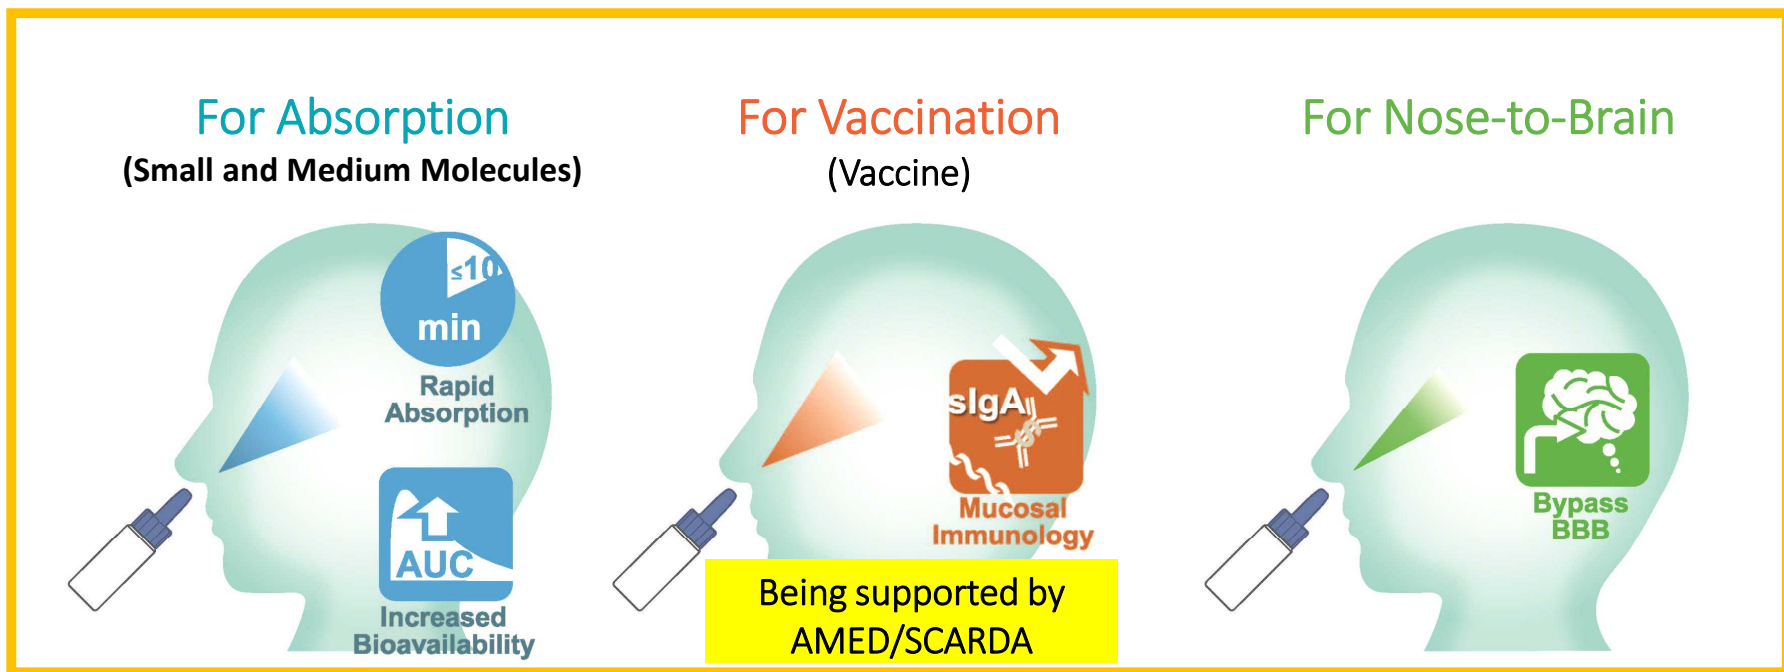 For Absorption
(Small and Medium Molecules)
≤10
min
Rapid
Absorption
AUC
Increased
Bioavailability
For Vaccination
(Vaccine)
sIgA
Mucosal
Immunology
Being supported by
AMED/SCARDA
For Nose-to-Brain
Bypass
BBB